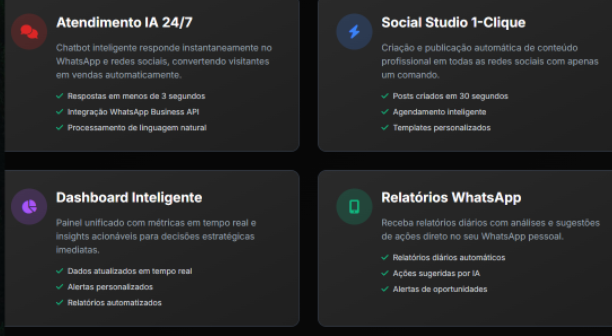 Atendimento IA 24/7
Chatbot inteligente responde instantaneamente no
WhatsApp e redes sociais, convertendo visitantes
em vendas automaticamente.
Respostas em menos de 3 segundos
Integração WhatsApp Business API
Processamento de linguagem natural
Social Studio 1-Clique
Criação e publicação automática de conteúdo
profissional em todas as redes sociais com apenas
um comando.
Posts criados em 30 segundos
Agendamento inteligente
Templates personalizados
Dashboard Inteligente
Painel unificado com métricas em tempo real e
insights acionáveis para decisões estratégicas
imediatas.
Dados atualizados em tempo real
Alertas personalizados
Relatórios automatizados
Relatórios WhatsApp
Receba relatórios diários com análises e sugestões
de ações direto no seu WhatsApp pessoal.
Relatórios diários automáticos
Ações sugeridas por IA
Alertas de oportunidades